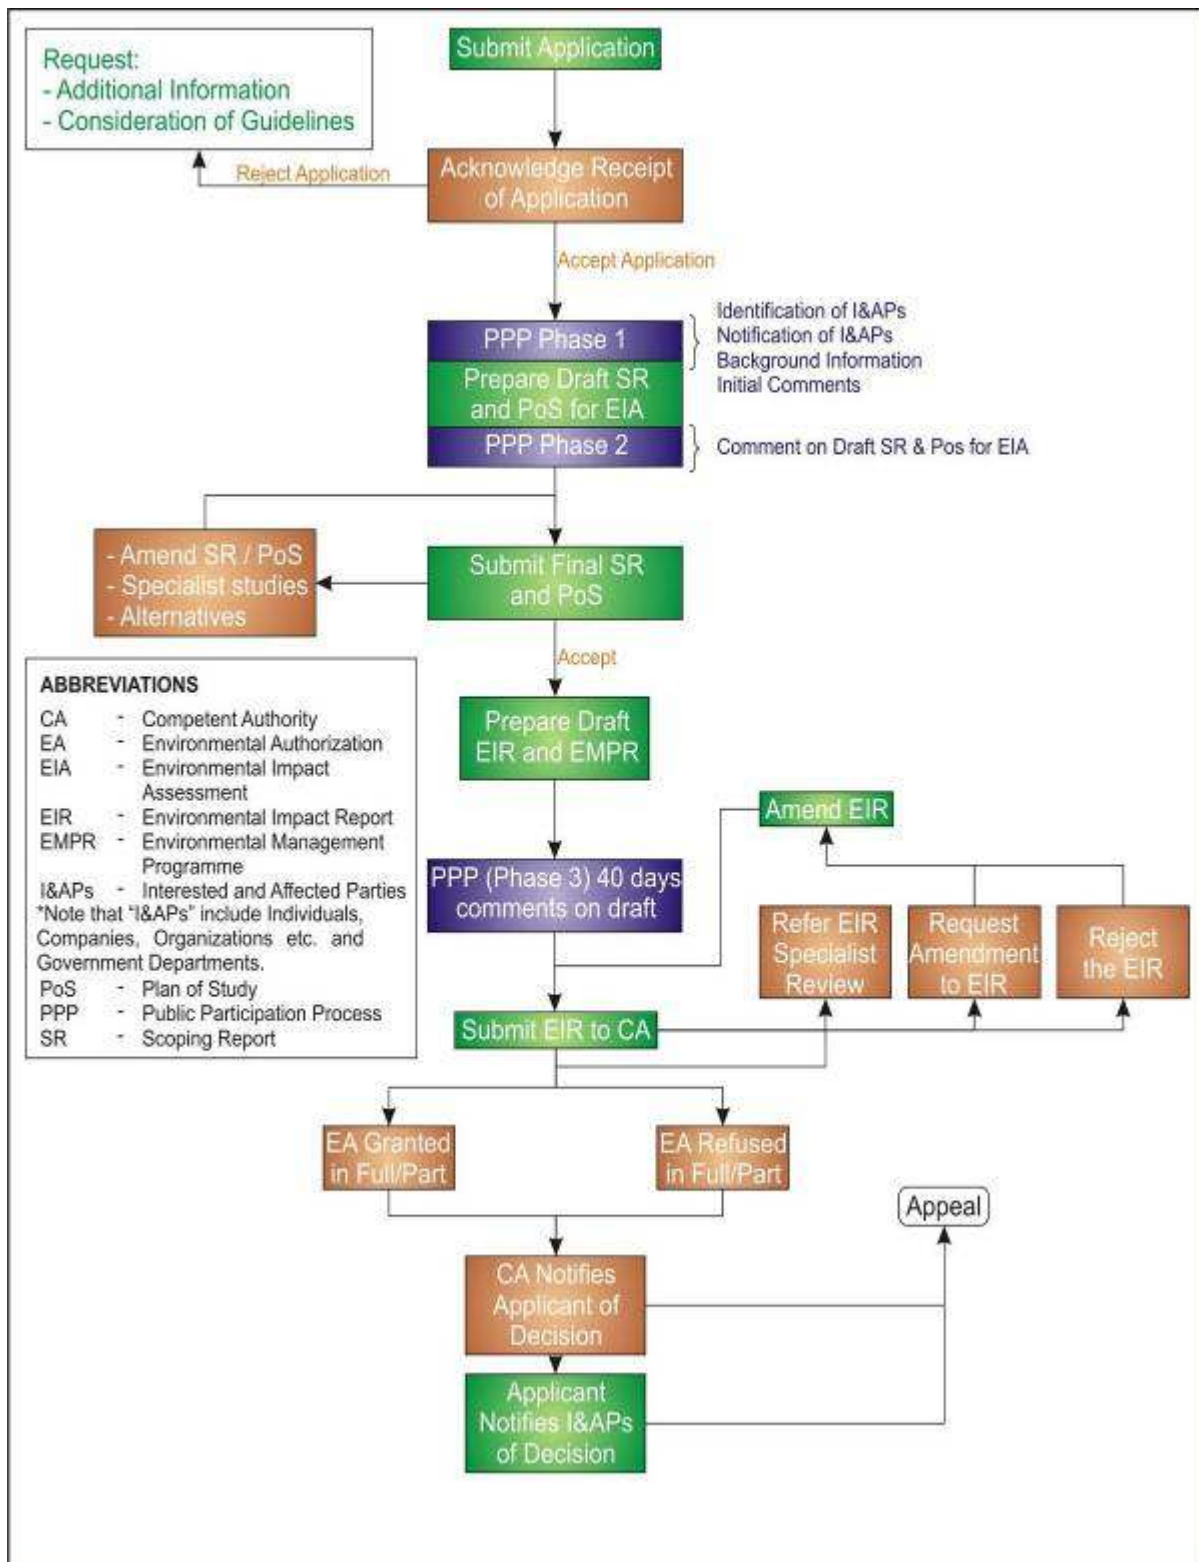 Submit Application
Request:
- Additional Information
- Consideration of Guidelines
Reject Application
Acknowledge Receipt
of Application
Accept Application
PPP Phase 1
Identification of I&APs
Notification of I&APs
Background Information
Initial Comments
Prepare Draft SR
and PoS for EIA
PPP Phase 2
Comment on Draft SR & Pos for EIA
- Amend SR / PoS
- Specialist studies
- Alternatives
Submit Final SR
and PoS
Accept
Prepare Draft
EIR and EMPR
ABBREVIATIONS
CA - Competent Authority
EA - Environmental Authorization
EIA - Environmental Impact
Assessment
EIR - Environmental Impact Report
EMPR - Environmental Management
Programme
I&APs - Interested and Affected Parties
*Note that "I&APs" include Individuals,
Companies, Organizations etc. and
Government Departments.
PoS - Plan of Study
PPP - Public Participation Process
SR - Scoping Report
Amend EIR
PPP (Phase 3) 40 days
comments on draft
Refer EIR
Specialist
Review
Request
Amendment
to EIR
Reject
the EIR
Submit EIR to CA
EA Granted
in Full/Part
EA Refused
in Full/Part
Appeal
CA Notifies
Applicant of
Decision
Applicant
Notifies I&APs
of Decision